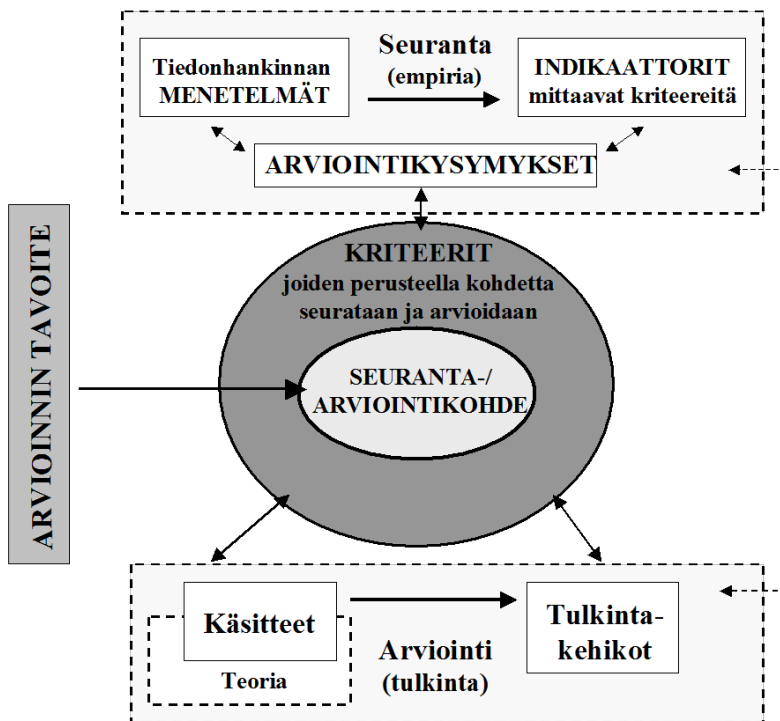 Tiedonhankinnan
MENETELMÄT
Seuranta
(empiria)
INDIKAATTORIT
mittaavat kriteereitä
ARVIOINTIKYSYMYKSET
ARVIOINNIN TAVOITE
KRITEERIT
joiden perusteella kohdetta
seurataan ja arvioidaan
SEURANTA-/
ARVIOINTIKOHDE
Käsitteet
Teoria
Arviointi
(tulkinta)
Tulkinta-
kehikot